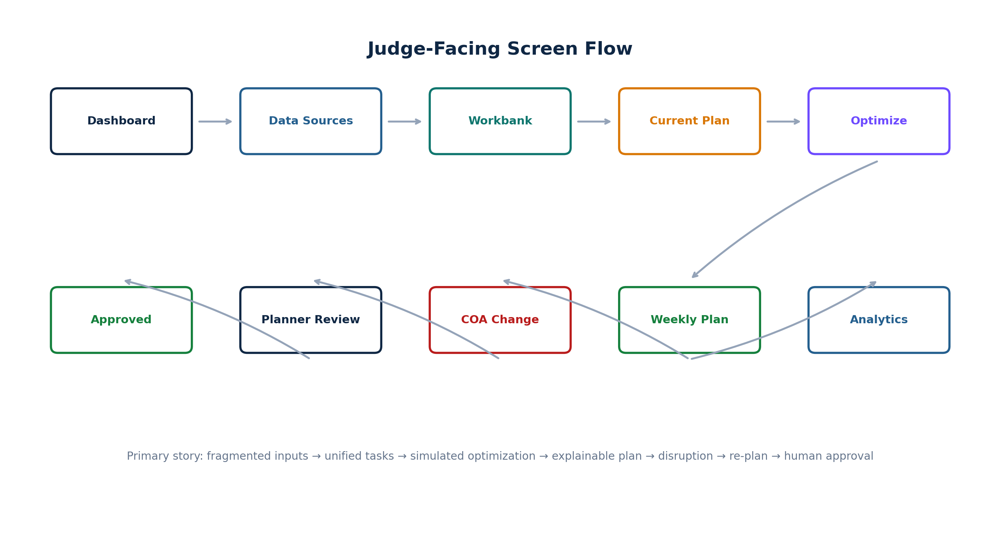 Judge-Facing Screen Flow
Dashboard
Data Sources
Workbank
Current Plan
Optimize
Approved
Planner Review
COA Change
Weekly Plan
Analytics
Primary story: fragmented inputs → unified tasks → simulated optimization → explainable plan → disruption → re-plan → human approval